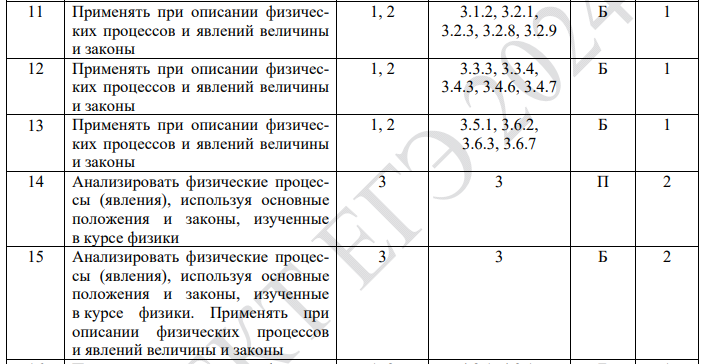 11 Применять при описании физичес- 1, 2 3.1.2, 3.2.1, Б 1
ких процессов и явлений величины 3.2.3, 3.2.8, 3.2.9
и законы
12 Применять при описании физичес- 1, 2 3.3.3, 3.3.4, Б 1
ких процессов и явлений величины 3.4.3, 3.4.6, 3.4.7
и законы
13 Применять при описании физичес- 1, 2 3.5.1, 3.6.2, Б 1
ких процессов и явлений величины 3.6.3, 3.6.7
и законы
14 Анализировать физические процес- 3 3 П 2
сы (явления), используя основные
положения и законы, изученные
в курсе физики
15 Анализировать физические процес- 3 3 Б 2
сы (явления), используя основные
положения и законы, изученные
в курсе физики. Применять при
описании физических процессов
и явлений величины и законы
КТ ЕГЭ 2024